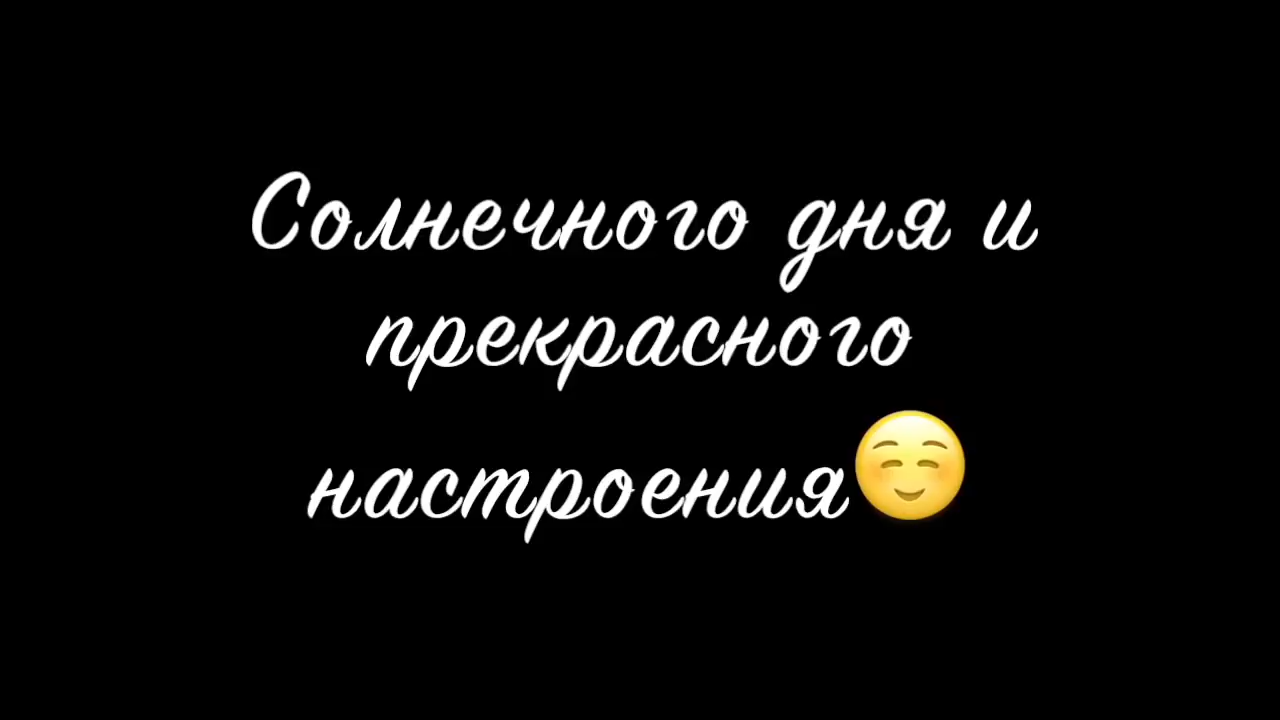 Солнечного дня и
прекрасного
настроения☺️